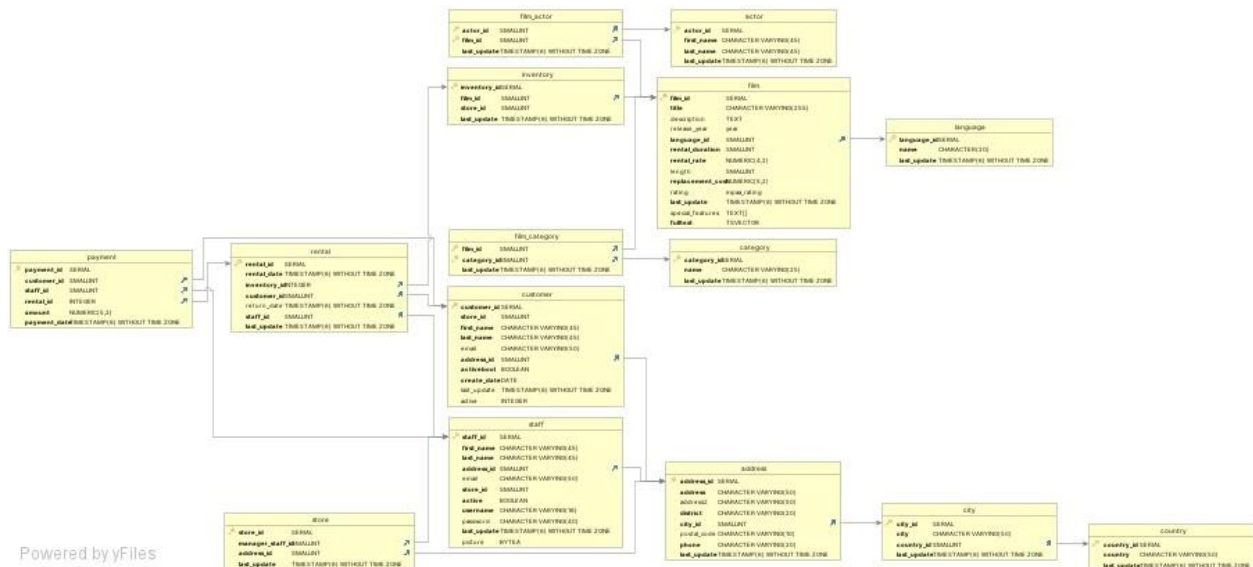 film_actor
actor_id SMALLINT
film_id SMALLINT
last_update TIMESTAMP(6) WITHOUT TIME ZONE
actor
actor_id SERIAL
first_name CHARACTER VARYING(45)
last_name CHARACTER VARYING(45)
last_update TIMESTAMP(6) WITHOUT TIME ZONE
inventory
inventory_id SERIAL
film_id SMALLINT
store_id SMALLINT
last_update TIMESTAMP(6) WITHOUT TIME ZONE
film
film_id SERIAL
title CHARACTER VARYING(255)
description TEXT
release_year year
language_id SMALLINT
rental_duration SMALLINT
rental_rate NUMERIC(4,2)
length SMALLINT
replacement_cost NUMERIC(5,2)
rating mpaa_rating
last_update TIMESTAMP(6) WITHOUT TIME ZONE
special_features TEXT[]
fulltext TSVECTOR
language
language_id SERIAL
name CHARACTER(20)
last_update TIMESTAMP(6) WITHOUT TIME ZONE
film_category
film_id SMALLINT
category_id SMALLINT
last_update TIMESTAMP(6) WITHOUT TIME ZONE
category
category_id SERIAL
name CHARACTER VARYING(25)
last_update TIMESTAMP(6) WITHOUT TIME ZONE
payment
payment_id SERIAL
customer_id SMALLINT
staff_id SMALLINT
rental_id INTEGER
amount NUMERIC(5,2)
payment_date TIMESTAMP(6) WITHOUT TIME ZONE
rental
rental_id SERIAL
rental_date TIMESTAMP(6) WITHOUT TIME ZONE
inventory_id INTEGER
customer_id SMALLINT
return_date TIMESTAMP(6) WITHOUT TIME ZONE
staff_id SMALLINT
last_update TIMESTAMP(6) WITHOUT TIME ZONE
customer
customer_id SERIAL
store_id SMALLINT
first_name CHARACTER VARYING(45)
last_name CHARACTER VARYING(45)
email CHARACTER VARYING(50)
address_id SMALLINT
activebool BOOLEAN
create_date DATE
last_update TIMESTAMP(6) WITHOUT TIME ZONE
active INTEGER
staff
staff_id SERIAL
first_name CHARACTER VARYING(45)
last_name CHARACTER VARYING(45)
address_id SMALLINT
email CHARACTER VARYING(50)
store_id SMALLINT
active BOOLEAN
username CHARACTER VARYING(16)
password CHARACTER VARYING(40)
last_update TIMESTAMP(6) WITHOUT TIME ZONE
picture BYTEA
address
address_id SERIAL
address CHARACTER VARYING(50)
address2 CHARACTER VARYING(50)
district CHARACTER VARYING(20)
city_id SMALLINT
postal_code CHARACTER VARYING(10)
phone CHARACTER VARYING(20)
last_update TIMESTAMP(6) WITHOUT TIME ZONE
store
store_id SERIAL
manager_staff_id SMALLINT
address_id SMALLINT
last_update TIMESTAMP(6) WITHOUT TIME ZONE
city
city_id SERIAL
city CHARACTER VARYING(50)
country_id SMALLINT
last_update TIMESTAMP(6) WITHOUT TIME ZONE
country
country_id SERIAL
country CHARACTER VARYING(50)
last_update TIMESTAMP(6) WITHOUT TIME ZONE
Powered by yFiles